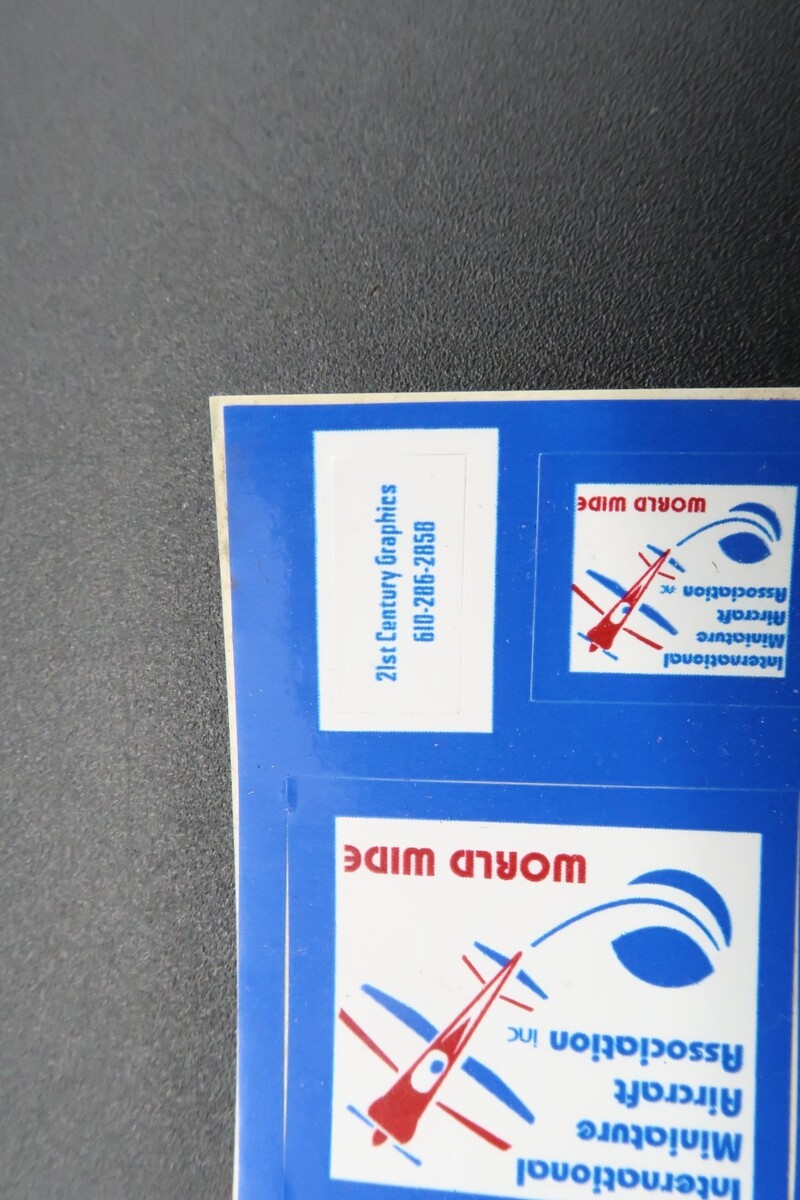 21st Century Graphics
610-286-2858
International
Miniature
Aircraft
Association inc
WORLD WIDE
International
Miniature
Aircraft
Association inc
WORLD WIDE